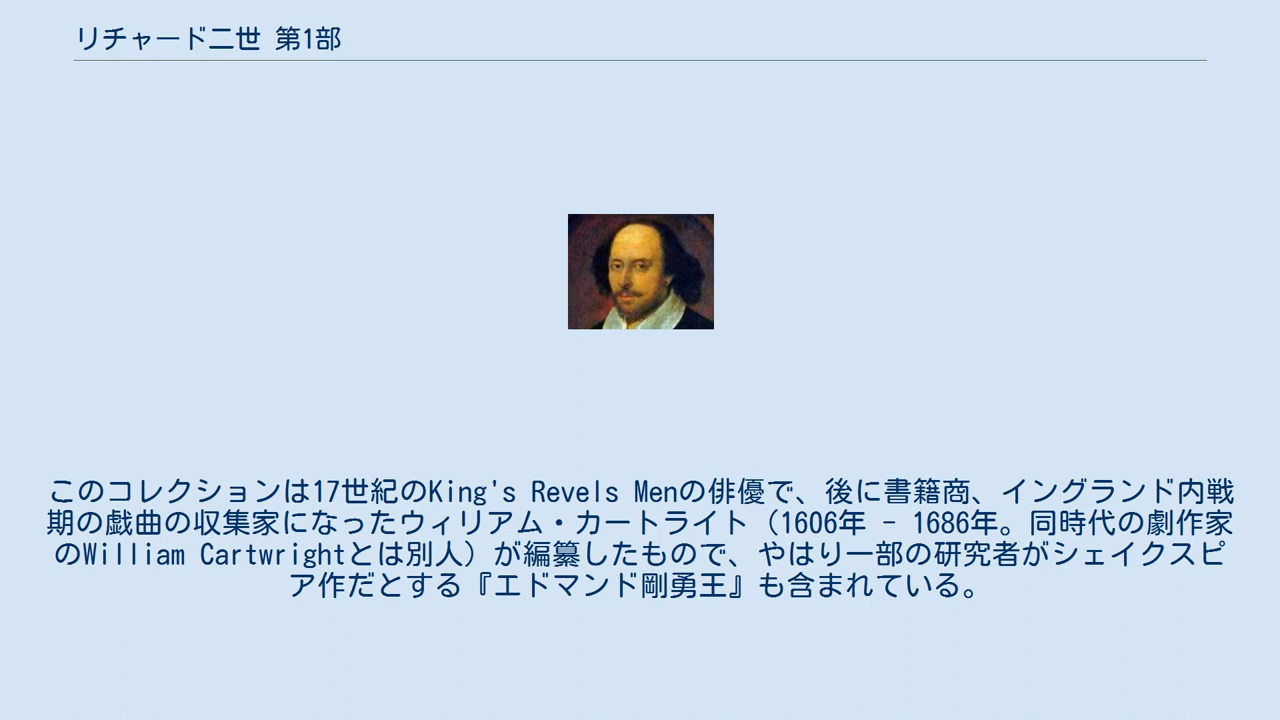 リチャード二世 第1部
このコレクションは17世紀のKing's Revels Menの俳優で、後に書籍商、イングランド内戦
期の戯曲の収集家になったウィリアム・カートライト（1606年 - 1686年。同時代の劇作家
のWilliam Cartwrightとは別人）が編纂したもので、やはり一部の研究者がシェイクスピ
ア作だとする『エドマンド剛勇王』も含まれている。